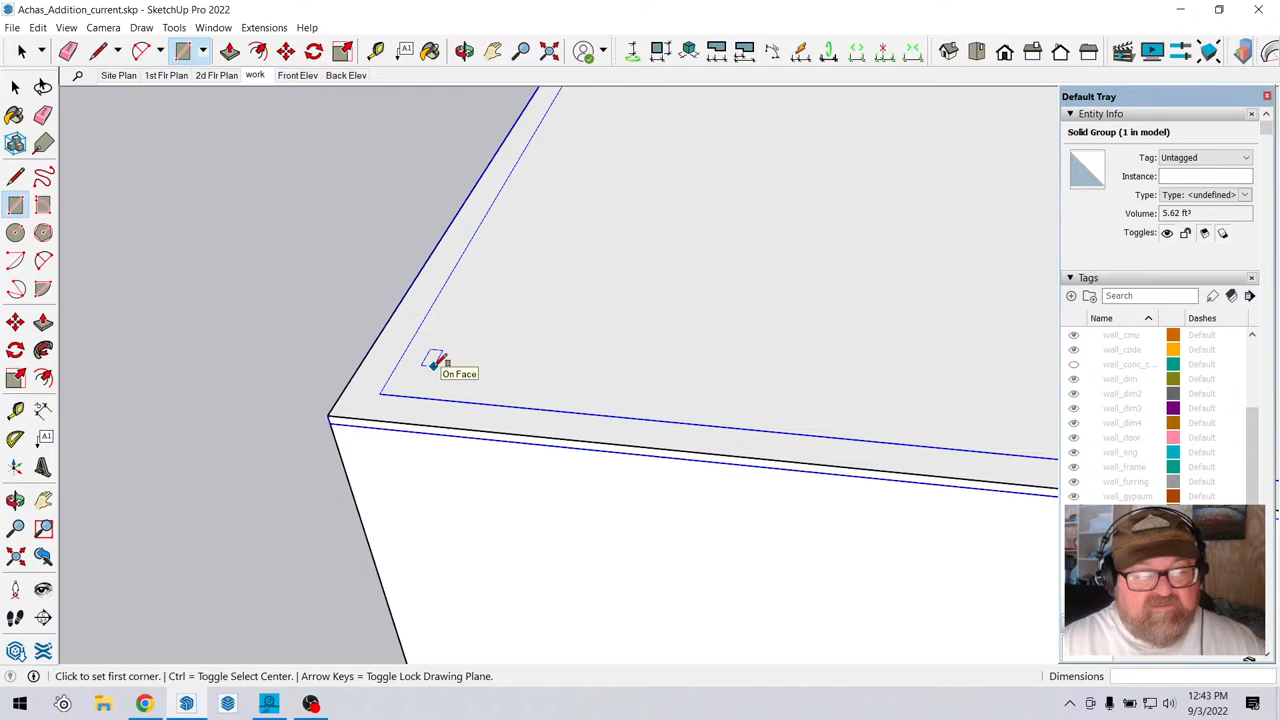 Achas_Addition_current.skp - SketchUp Pro 2022
File Edit View Camera Draw Tools Window Extensions Help
A1
Site Plan 1st Flr Plan 2d Flr Plan work Front Elev Back Elev
Default Tray
Entity Info
Solid Group (1 in model)
Tag: Untagged
Instance:
Type: Type: <undefined>
Volume: 5.62 ft³
Toggles:
Tags
Search
Name Dashes
wall_cmu Default
wall_code Default
wall_conc_c... Default
wall_dim Default
wall_dim2 Default
wall_dim3 Default
wall_dim4 Default
wall_door Default
wall_eng Default
wall_frame Default
wall_furring Default
wall_gypsum Default
On Face
A1
Click to set first corner. | Ctrl = Toggle Select Center. | Arrow Keys = Toggle Lock Drawing Plane.
Dimensions
12:43 PM
9/3/2022